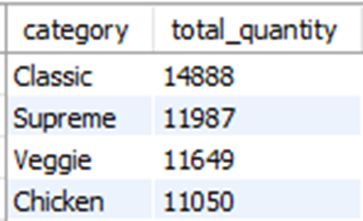 category total_quantity
Classic 14888
Supreme 11987
Veggie 11649
Chicken 11050